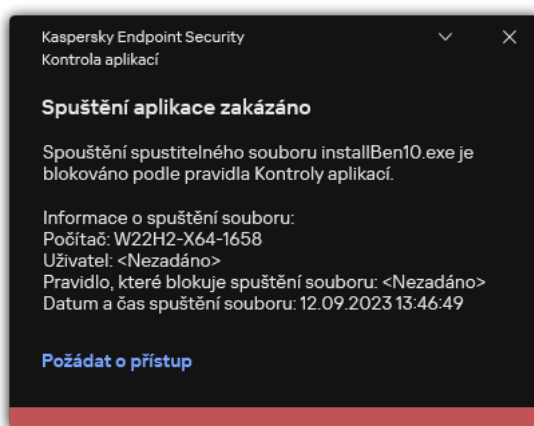 Kaspersky Endpoint Security
Kontrola aplikací
Spuštění aplikace zakázáno
Spouštění spustitelného souboru installBen10.exe je
blokováno podle pravidla Kontroly aplikací.
Informace o spuštění souboru:
Počítač: W22H2-X64-1658
Uživatel: <Nezadáno>
Pravidlo, které blokuje spuštění souboru: <Nezadáno>
Datum a čas spuštění souboru: 12.09.2023 13:46:49
Požádat o přístup